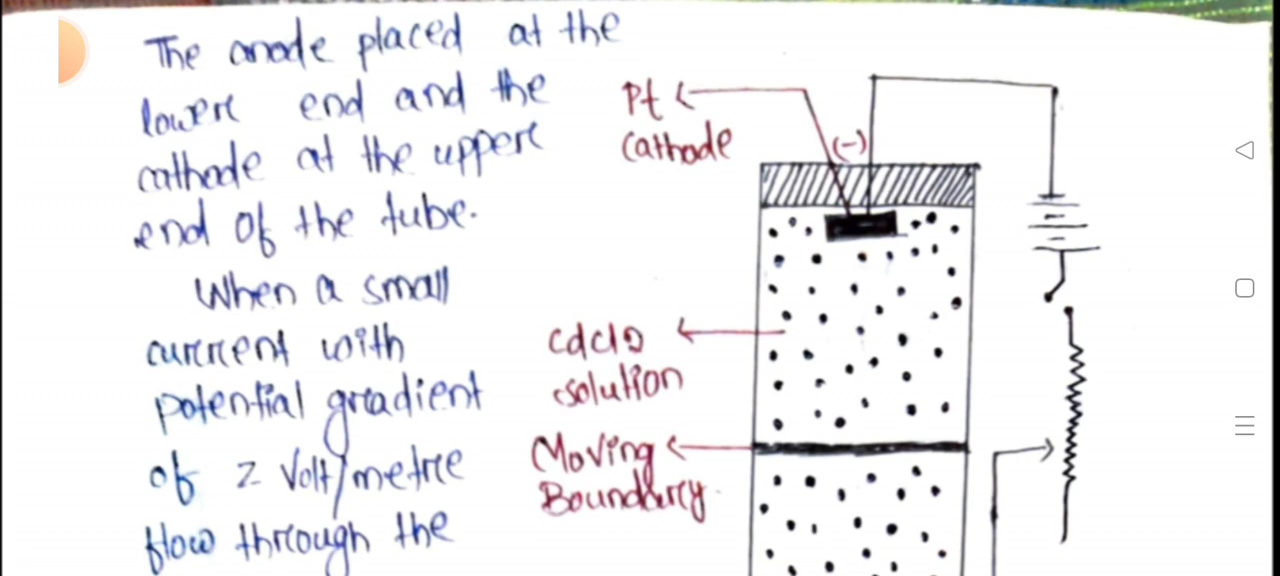 The anode placed at the
lower end and the
cathode at the upper
end of the tube.
When a small
current with
potential gradient
of 2 Volt/metre
flow through the
Pt
cathode
(-)
CdCl2
solution
Moving
Boundary.